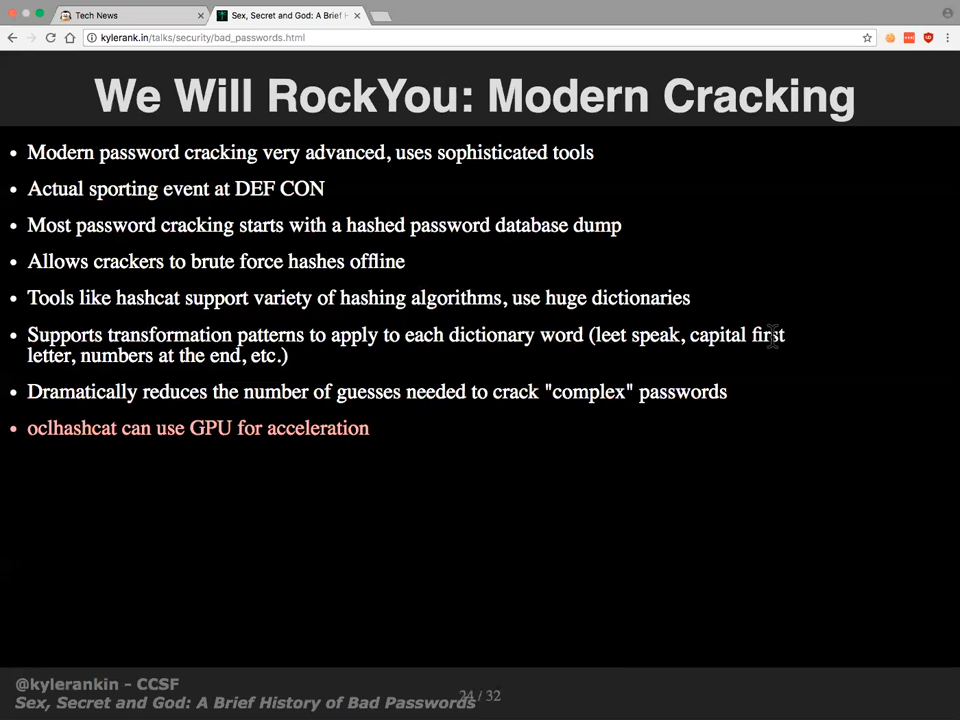 Tech News
Sex, Secret and God: A Brief H
kylerank.in/talks/security/bad_passwords.html
We Will RockYou: Modern Cracking
• Modern password cracking very advanced, uses sophisticated tools
• Actual sporting event at DEF CON
• Most password cracking starts with a hashed password database dump
• Allows crackers to brute force hashes offline
• Tools like hashcat support variety of hashing algorithms, use huge dictionaries
• Supports transformation patterns to apply to each dictionary word (leet speak, capital first
letter, numbers at the end, etc.)
• Dramatically reduces the number of guesses needed to crack "complex" passwords
• oclhashcat can use GPU for acceleration
@kylerankin - CCSF
Sex, Secret and God: A Brief History of Bad Passwords
24 / 32